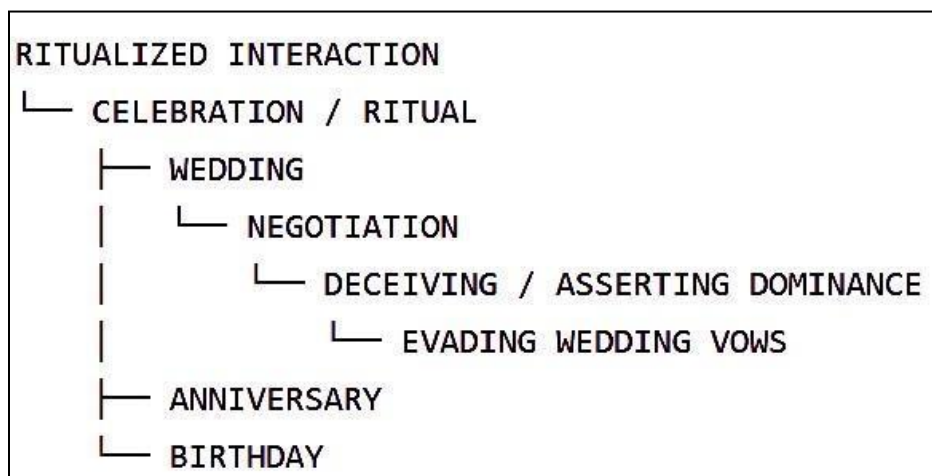 RITUALIZED INTERACTION
└── CELEBRATION / RITUAL
    ├── WEDDING
    │   └── NEGOTIATION
    │       └── DECEIVING / ASSERTING DOMINANCE
    │           └── EVADING WEDDING VOWS
    ├── ANNIVERSARY
    └── BIRTHDAY